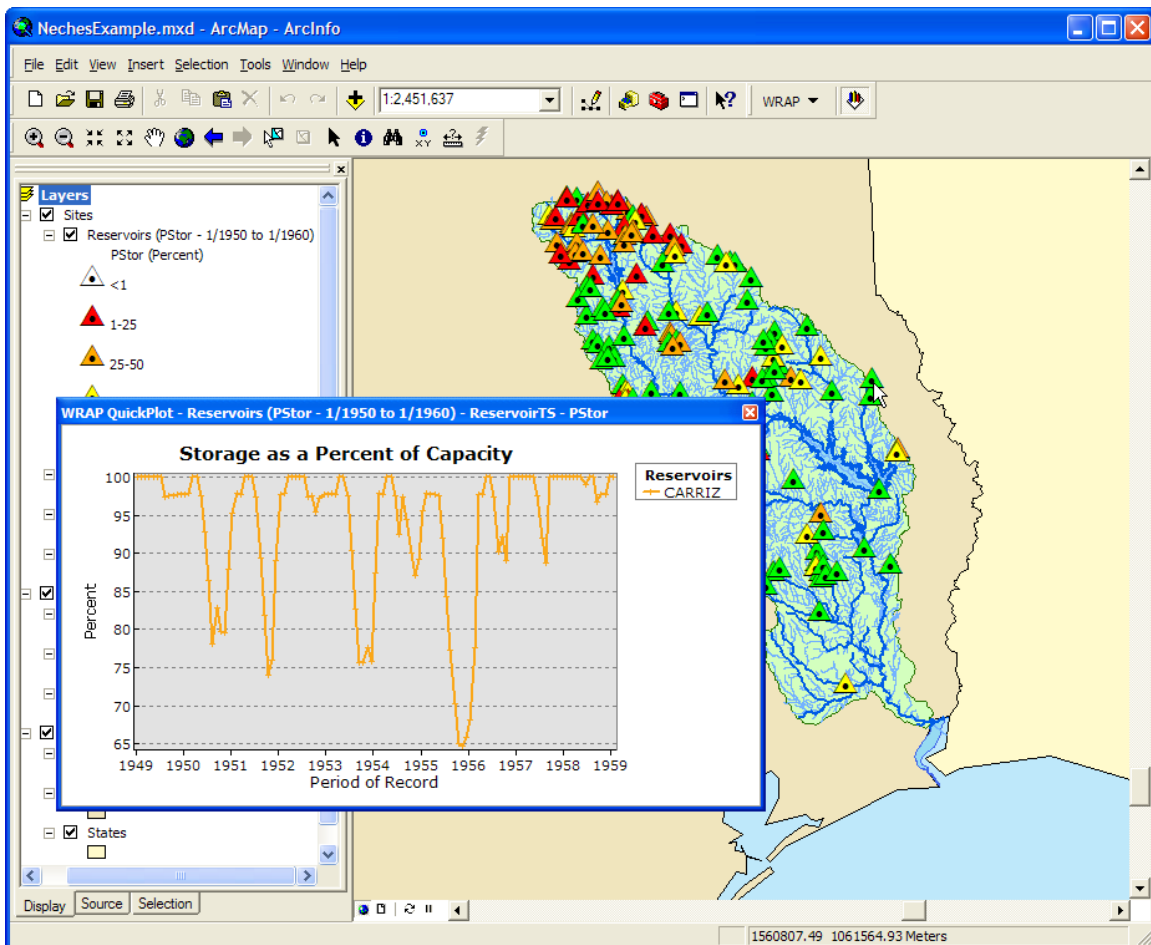 NechesExample.mxd - ArcMap - ArcInfo
File Edit View Insert Selection Tools Window Help
1:2,451,637
WRAP
Layers
Sites
Reservoirs (PStor - 1/1950 to 1/1960)
PStor (Percent)
<1
1-25
25-50
WRAP QuickPlot - Reservoirs (PStor - 1/1950 to 1/1960) - ReservoirTS - PStor
Storage as a Percent of Capacity
Reservoirs
CARRIZ
100
95
90
85
80
75
70
65
Percent
1949 1950 1951 1952 1953 1954 1955 1956 1957 1958 1959
Period of Record
States
Display Source Selection
1560807.49 1061564.93 Meters